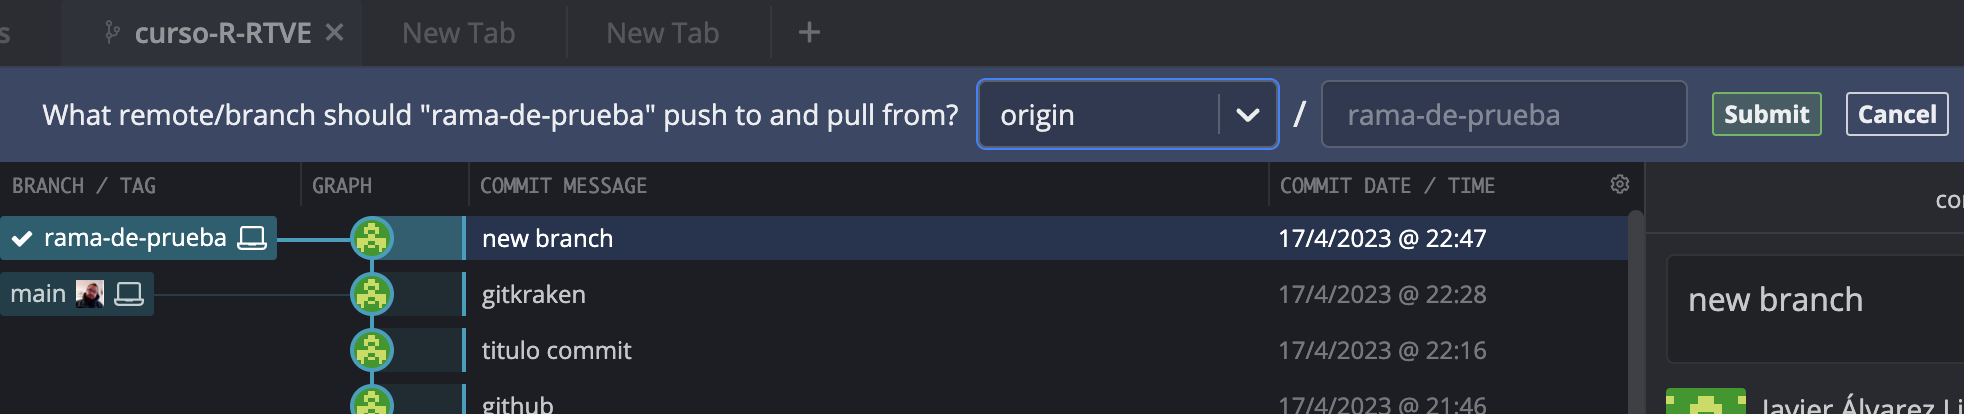 s curso-R-RTVE New Tab New Tab
What remote/branch should "rama-de-prueba" push to and pull from? origin / rama-de-prueba Submit Cancel
BRANCH / TAG GRAPH COMMIT MESSAGE COMMIT DATE / TIME
rama-de-prueba new branch 17/4/2023 @ 22:47
main gitkraken 17/4/2023 @ 22:28
new branch
titulo commit 17/4/2023 @ 22:16
github 17/4/2023 @ 21:46
Javier Álvarez